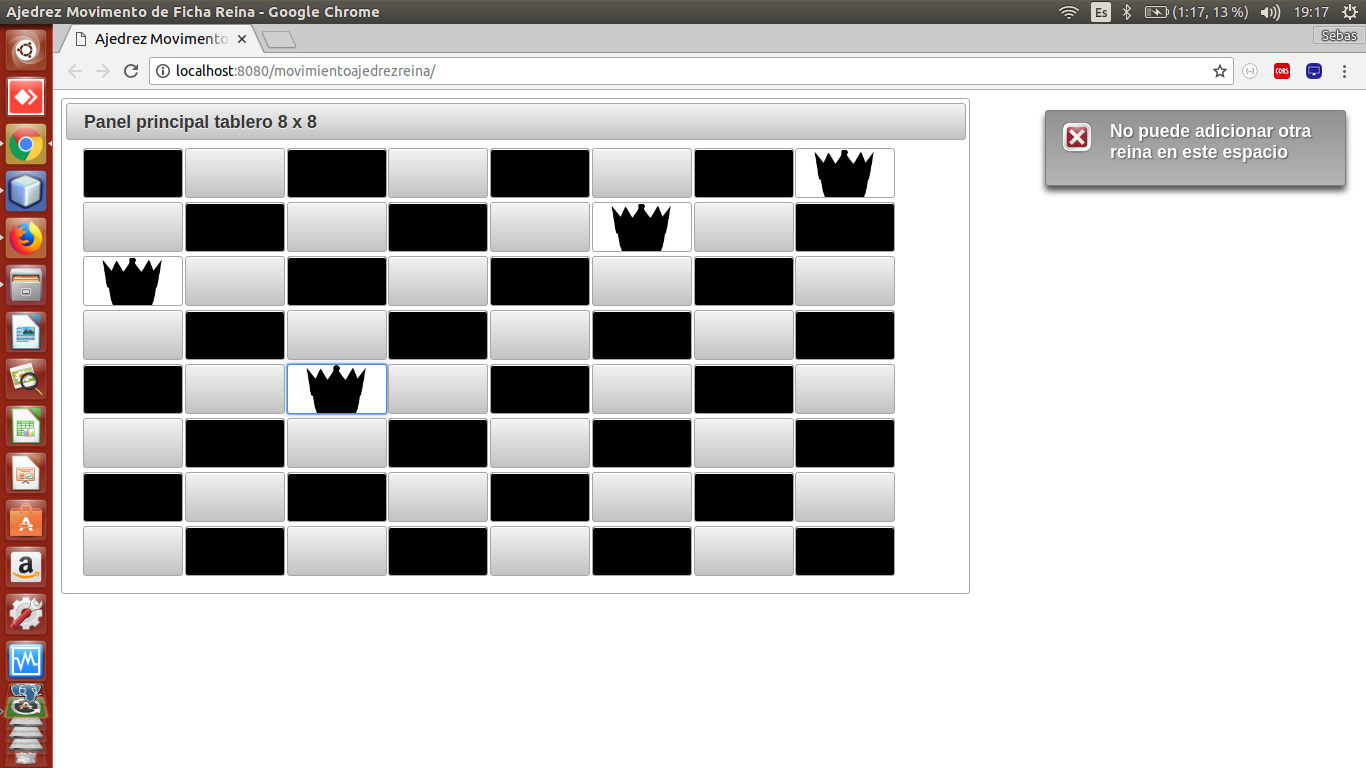 Ajedrez Movimento de Ficha Reina - Google Chrome
Es
(1:17, 13 %)
19:17
Ajedrez Movimento
Sebas
localhost:8080/movimientoajedrezreina/
CORS
Panel principal tablero 8 x 8
No puede adicionar otra
reina en este espacio